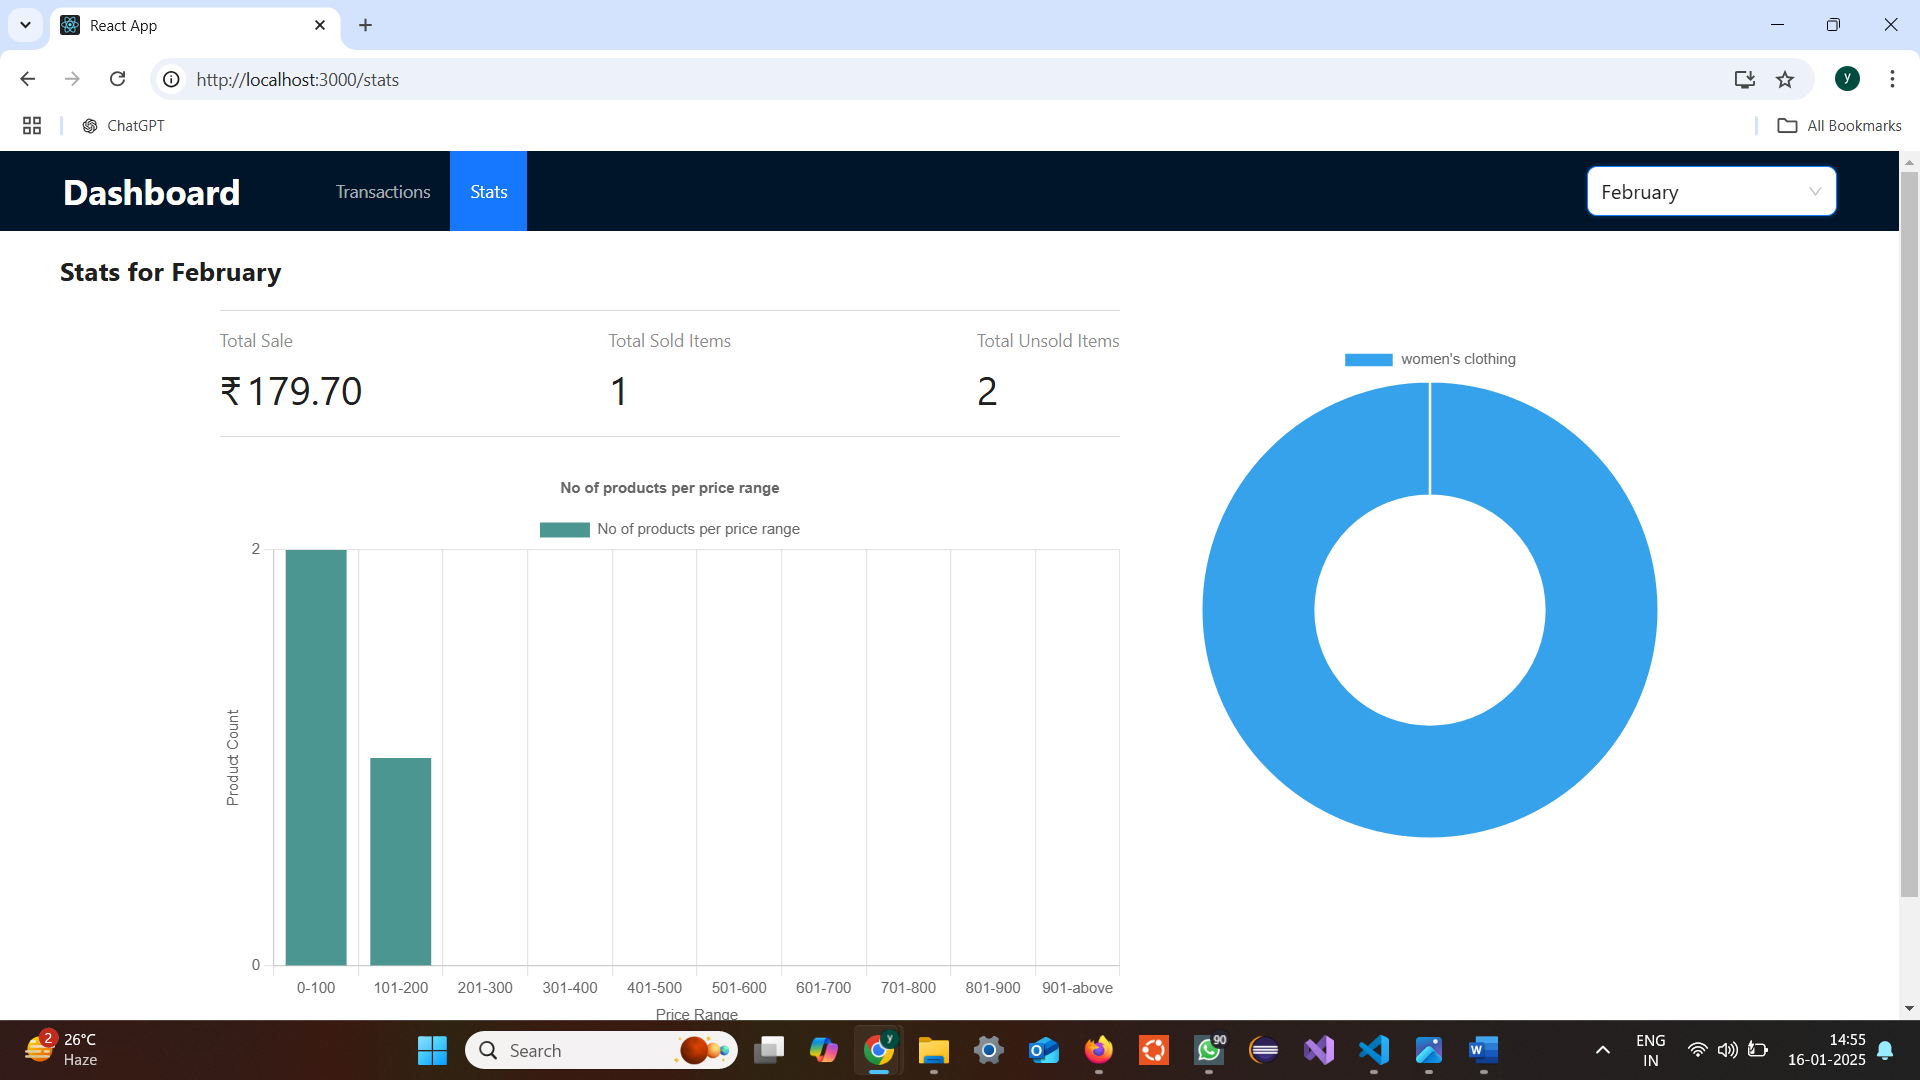 React App
http://localhost:3000/stats
y
ChatGPT
All Bookmarks
Dashboard
Transactions
Stats
February
Stats for February
Total Sale
Total Sold Items
Total Unsold Items
₹ 179.70
1
2
women's clothing
No of products per price range
No of products per price range
Product Count
2
0
0-100
101-200
201-300
301-400
401-500
501-600
601-700
701-800
801-900
901-above
Price Range
2
26°C
Haze
Search
y
90
ENG
IN
14:55
16-01-2025